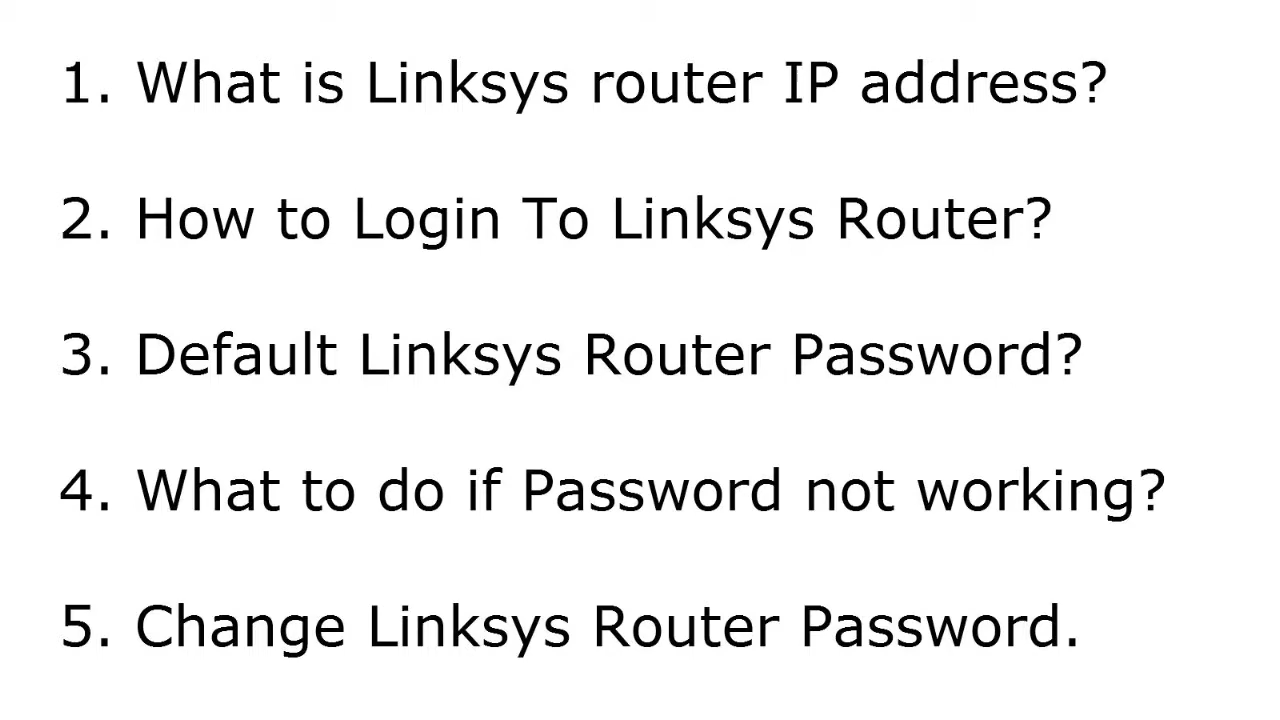 1. What is Linksys router IP address?
2. How to Login To Linksys Router?
3. Default Linksys Router Password?
4. What to do if Password not working?
5. Change Linksys Router Password.